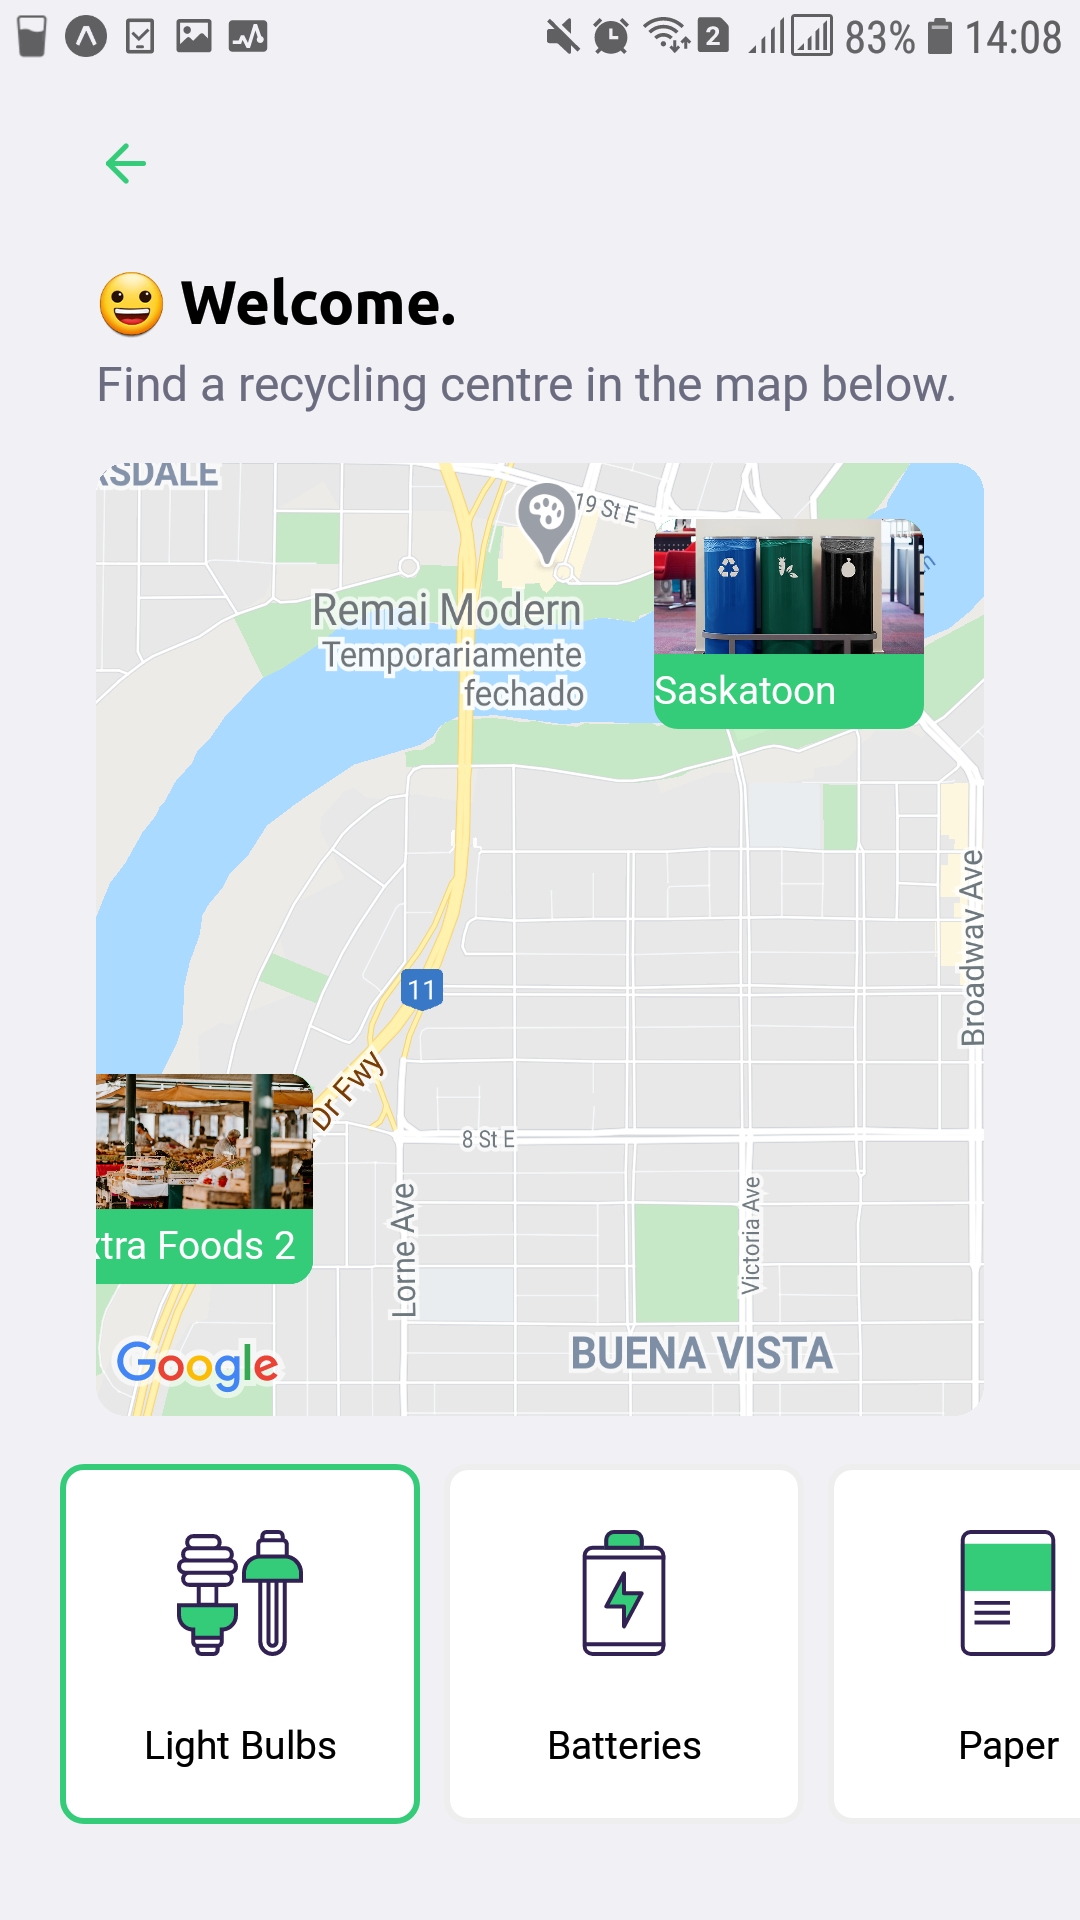 2
83%
14:08
😀 Welcome.
Find a recycling centre in the map below.
KSDALE
19 St E
Remai Modern
Temporariamente
fechado
Saskatoon
Broadway Ave
11
Dr Fwy
8 St E
xtra Foods 2
Lorne Ave
Victoria Ave
BUENA VISTA
Google
Light Bulbs
Batteries
Paper